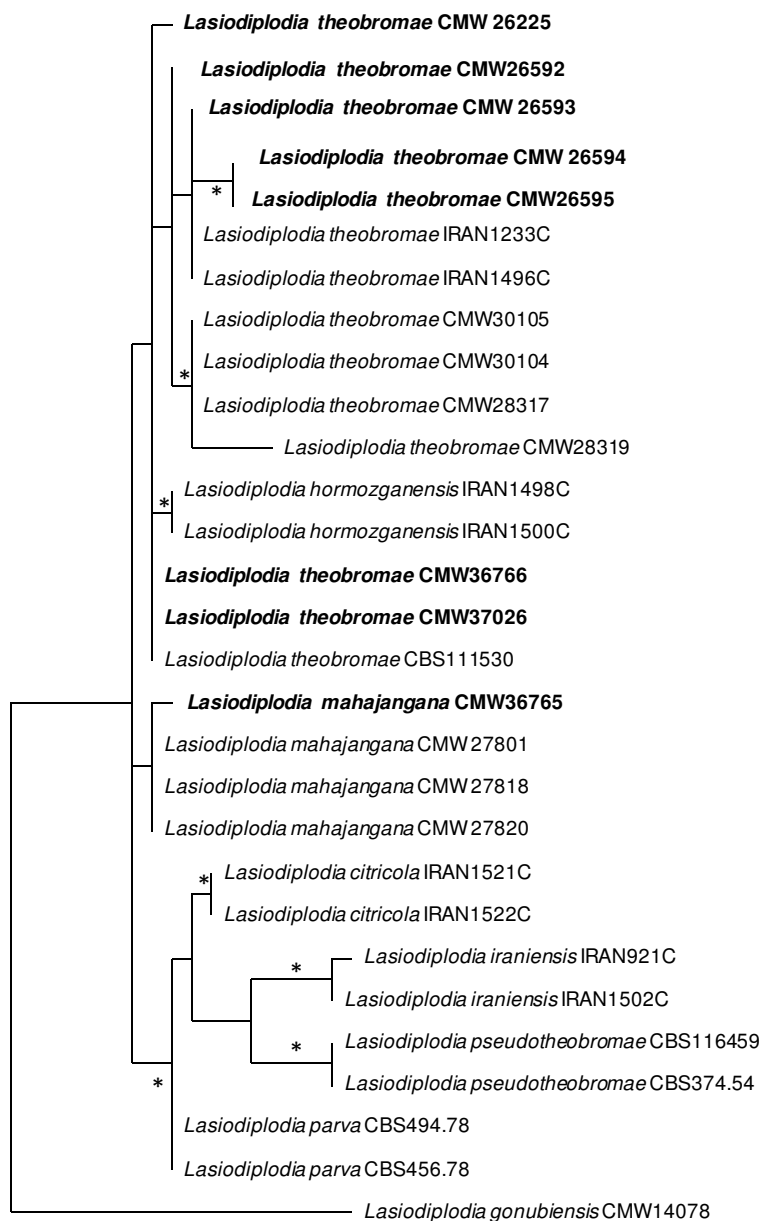 Lasiodiplodia theobromae CMW 26225
Lasiodiplodia theobromae CMW26592
Lasiodiplodia theobromae CMW 26593
Lasiodiplodia theobromae CMW 26594
*
Lasiodiplodia theobromae CMW26595
Lasiodiplodia theobromae IRAN1233C
Lasiodiplodia theobromae IRAN1496C
Lasiodiplodia theobromae CMW30105
Lasiodiplodia theobromae CMW30104
*
Lasiodiplodia theobromae CMW28317
Lasiodiplodia theobromae CMW28319
Lasiodiplodia hormozganensis IRAN1498C
*
Lasiodiplodia hormozganensis IRAN1500C
Lasiodiplodia theobromae CMW36766
Lasiodiplodia theobromae CMW37026
Lasiodiplodia theobromae CBS111530
Lasiodiplodia mahajangana CMW36765
Lasiodiplodia mahajangana CMW 27801
Lasiodiplodia mahajangana CMW 27818
Lasiodiplodia mahajangana CMW 27820
* Lasiodiplodia citricola IRAN1521C
Lasiodiplodia citricola IRAN1522C
Lasiodiplodia iraniensis IRAN921C
*
Lasiodiplodia iraniensis IRAN1502C
Lasiodiplodia pseudotheobromae CBS116459
*
Lasiodiplodia pseudotheobromae CBS374.54
*
Lasiodiplodia parva CBS494.78
Lasiodiplodia parva CBS456.78
Lasiodiplodia gonubiensis CMW14078